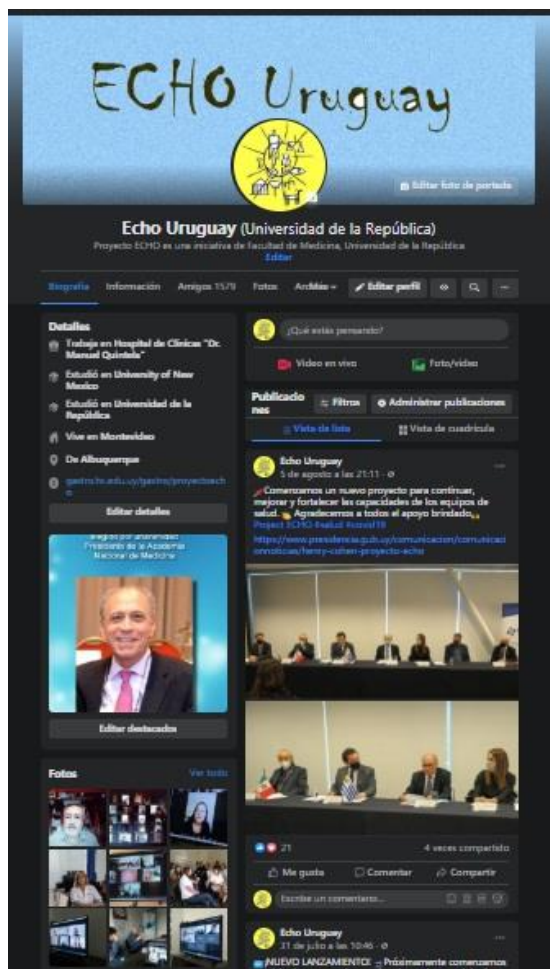 ECHO Uruguay
Editar foto de portada
Echo Uruguay (Universidad de la República)
Proyecto ECHO es una iniciativa de Facultad de Medicina, Universidad de la República
Editar
Biografía Información Amigos 1579 Fotos Más Editar perfil
Detalles
Trabaja en Hospital de Clínicas "Dr.
Manuel Quintela"
Estudió en University of New
Mexico
Estudió en Universidad de la
República
Vive en Montevideo
De Albuquerque
Editar detalles
Presidente de la Academia
Nacional de Medicina
Editar destacados
Fotos Ver todo
¿Qué estás pensando?
Video en vivo Foto/video
Publicacio
nes Filtros Administrar publicaciones
Vista de lista Vista de cuadrícula
Echo Uruguay
5 de agosto a las 21:11
Comenzamos un nuevo proyecto para continuar,
mejorar y fortalecer las capacidades de los equipos de
salud. Agradecemos a todos el apoyo brindado
Project ECHO #salud #covid19
https://www.presidencia.gub.uy/comunicacion/comunicaci
onnoticias/henry-cohen-proyecto-echo
21 4 veces compartido
Me gusta Comentar Compartir
Escribe un comentario...
Echo Uruguay
31 de julio a las 10:46
¡NUEVO LANZAMIENTO! Próximamente comenzamos